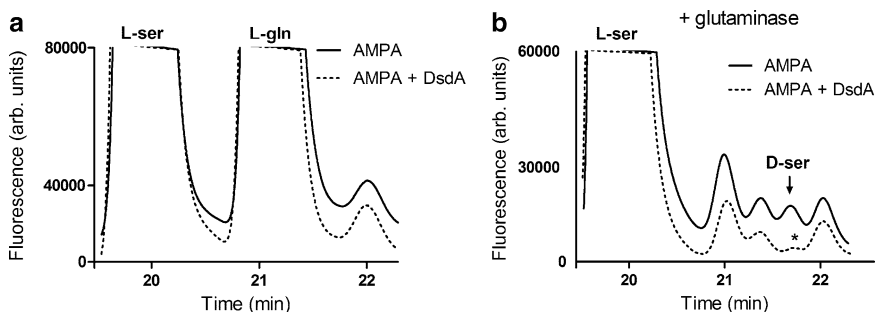 a
L-ser
L-gln
80000
40000
0
Fluorescence (arb. units)
AMPA
AMPA + DsdA
20
21
22
Time (min)
b
+ glutaminase
L-ser
60000
30000
0
Fluorescence (arb. units)
AMPA
AMPA + DsdA
D-ser
*
20
21
22
Time (min)